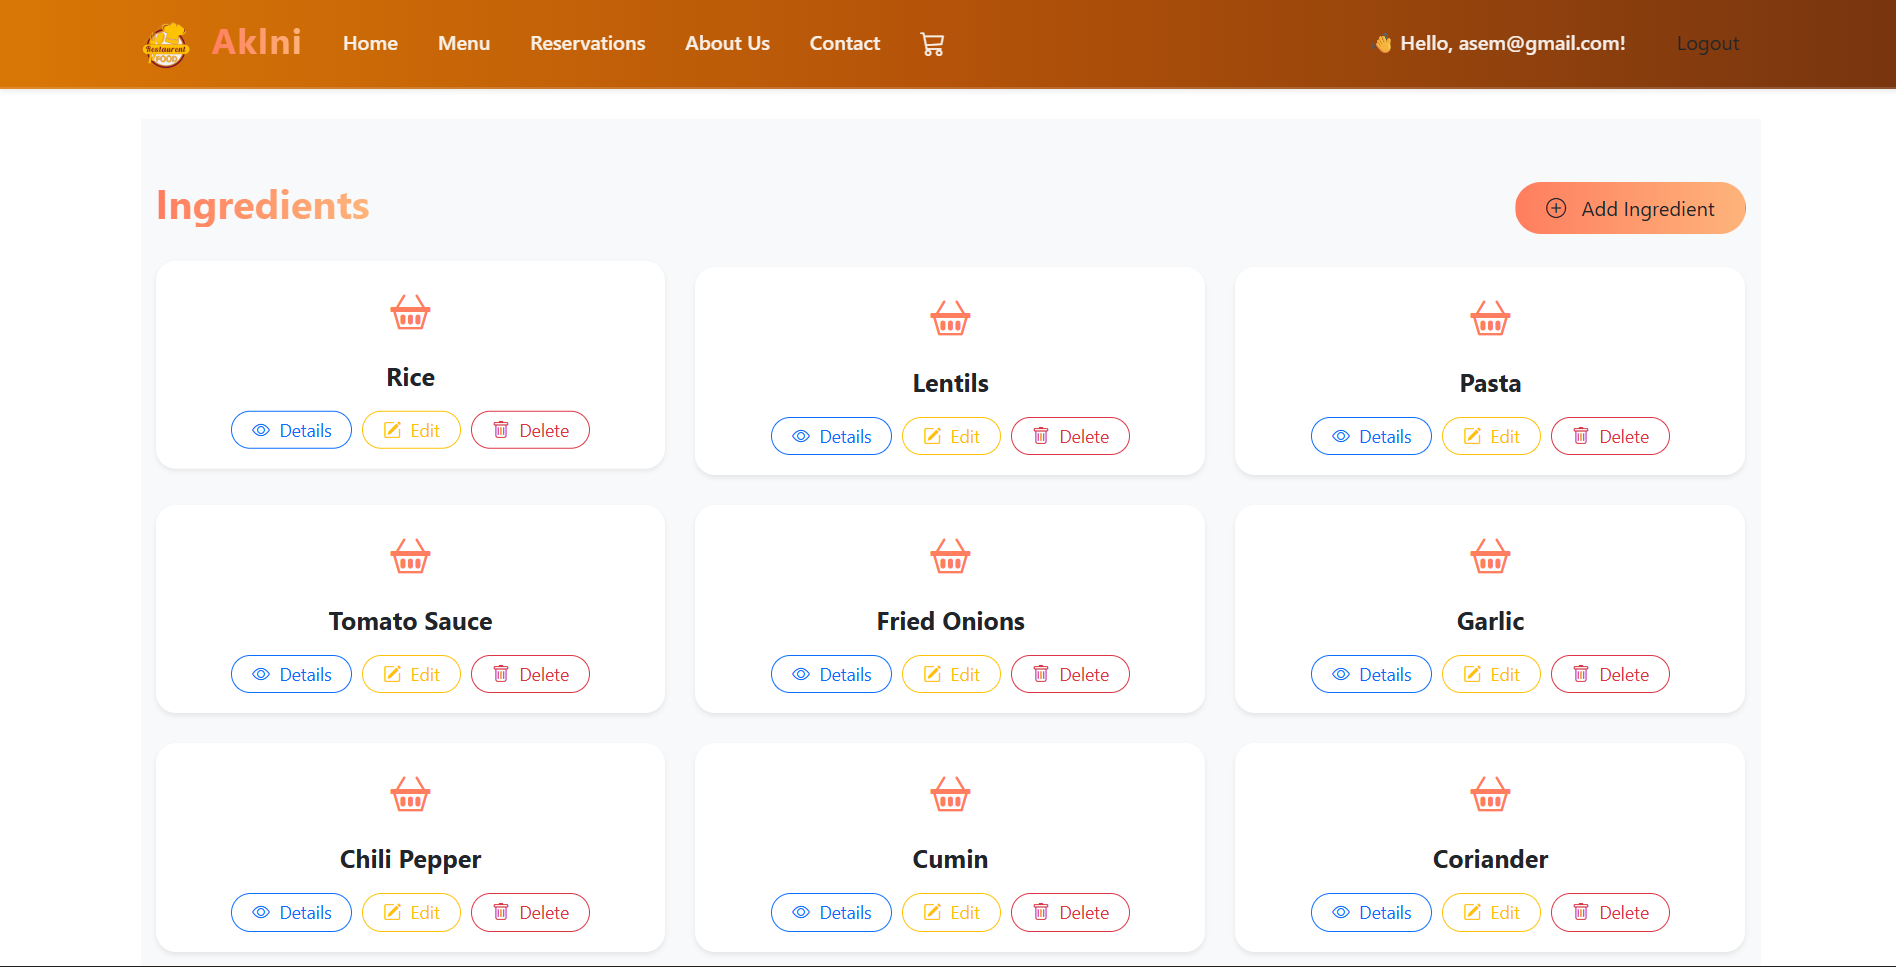 Restaurant
FOOD
Aklni
Home
Menu
Reservations
About Us
Contact
👋 Hello, asem@gmail.com!
Logout
Ingredients
Add Ingredient
Rice
Details Edit Delete
Lentils
Details Edit Delete
Pasta
Details Edit Delete
Tomato Sauce
Details Edit Delete
Fried Onions
Details Edit Delete
Garlic
Details Edit Delete
Chili Pepper
Details Edit Delete
Cumin
Details Edit Delete
Coriander
Details Edit Delete